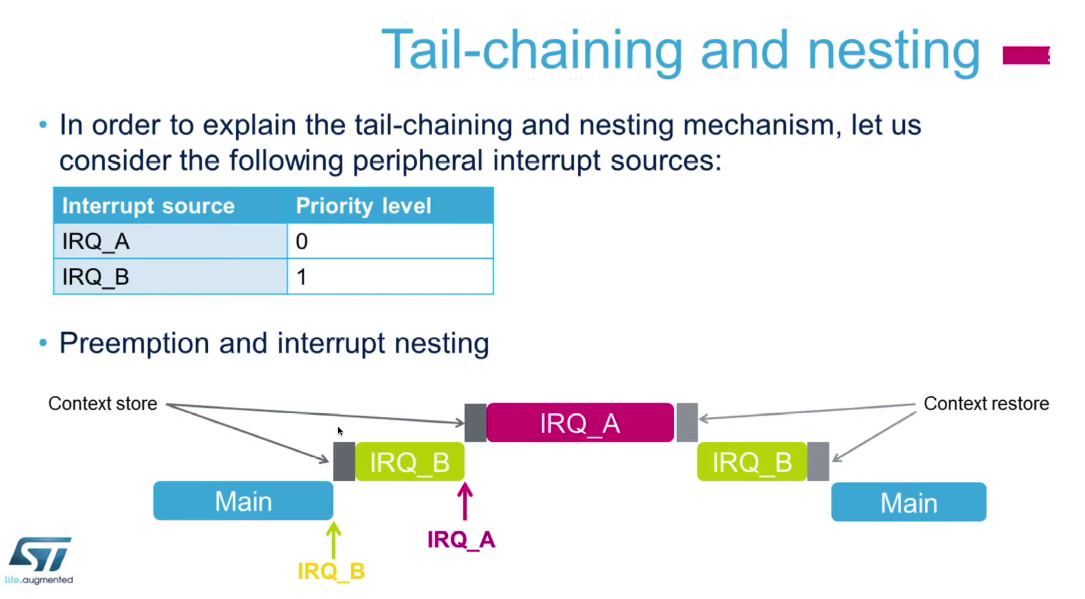 Tail-chaining and nesting
• In order to explain the tail-chaining and nesting mechanism, let us
consider the following peripheral interrupt sources:
Interrupt source Priority level
IRQ_A 0
IRQ_B 1
• Preemption and interrupt nesting
Context store
Context restore
IRQ_A
IRQ_B
IRQ_B
Main
Main
IRQ_A
IRQ_B
ST
life.augmented